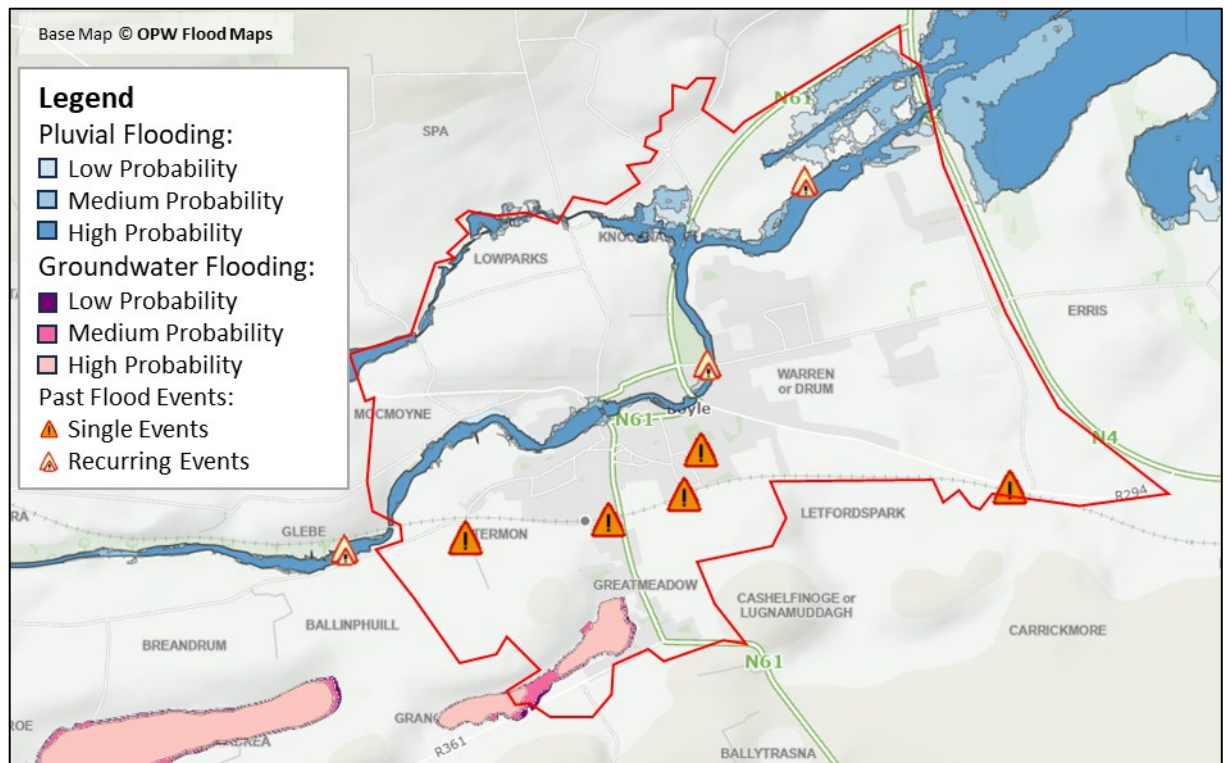 Base Map © OPW Flood Maps
Legend
Pluvial Flooding:
Low Probability
Medium Probability
High Probability
Groundwater Flooding:
Low Probability
Medium Probability
High Probability
Past Flood Events:
Single Events
Recurring Events
SPA
N61
LOWPARKS
ERRIS
WARREN
or DRUM
MOCMOYNE
Boyle
N61
N4
R294
LETFORDSPARK
GLEBE
TERMON
GREATMEADOW
CASHELFINOGE or
LUGNAMUDDAGH
BALLINPHUILL
CARRICKMORE
BREANDRUM
N61
R361
BALLYTRASNA